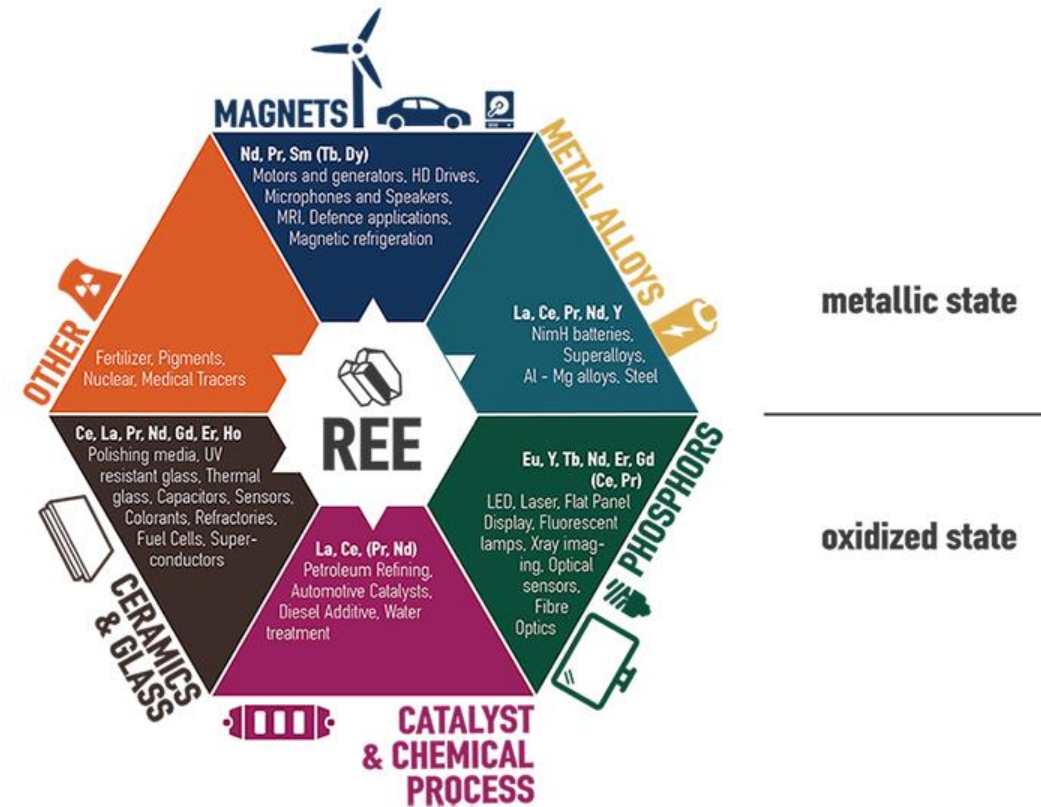 MAGNETS
Nd, Pr, Sm (Tb, Dy)
Motors and generators, HD Drives,
Microphones and Speakers,
MRI, Defence applications,
Magnetic refrigeration
METAL ALLOYS
La, Ce, Pr, Nd, Y
NimH batteries,
Superalloys,
Al - Mg alloys, Steel
metallic state
OTHER
Fertilizer, Pigments,
Nuclear, Medical Tracers
REE
Ce, La, Pr, Nd, Gd, Er, Ho
Polishing media, UV
resistant glass, Thermal
glass, Capacitors, Sensors,
Colorants, Refractories,
Fuel Cells, Super-
conductors
CERAMICS
& GLASS
Eu, Y, Tb, Nd, Er, Gd
(Ce, Pr)
LED, Laser, Flat Panel
Display, Fluorescent
lamps, Xray imag-
ing, Optical
sensors,
Fibre
Optics
PHOSPHORS
oxidized state
La, Ce, (Pr, Nd)
Petroleum Refining,
Automotive Catalysts,
Diesel Additive, Water
treatment
CATALYST
& CHEMICAL
PROCESS